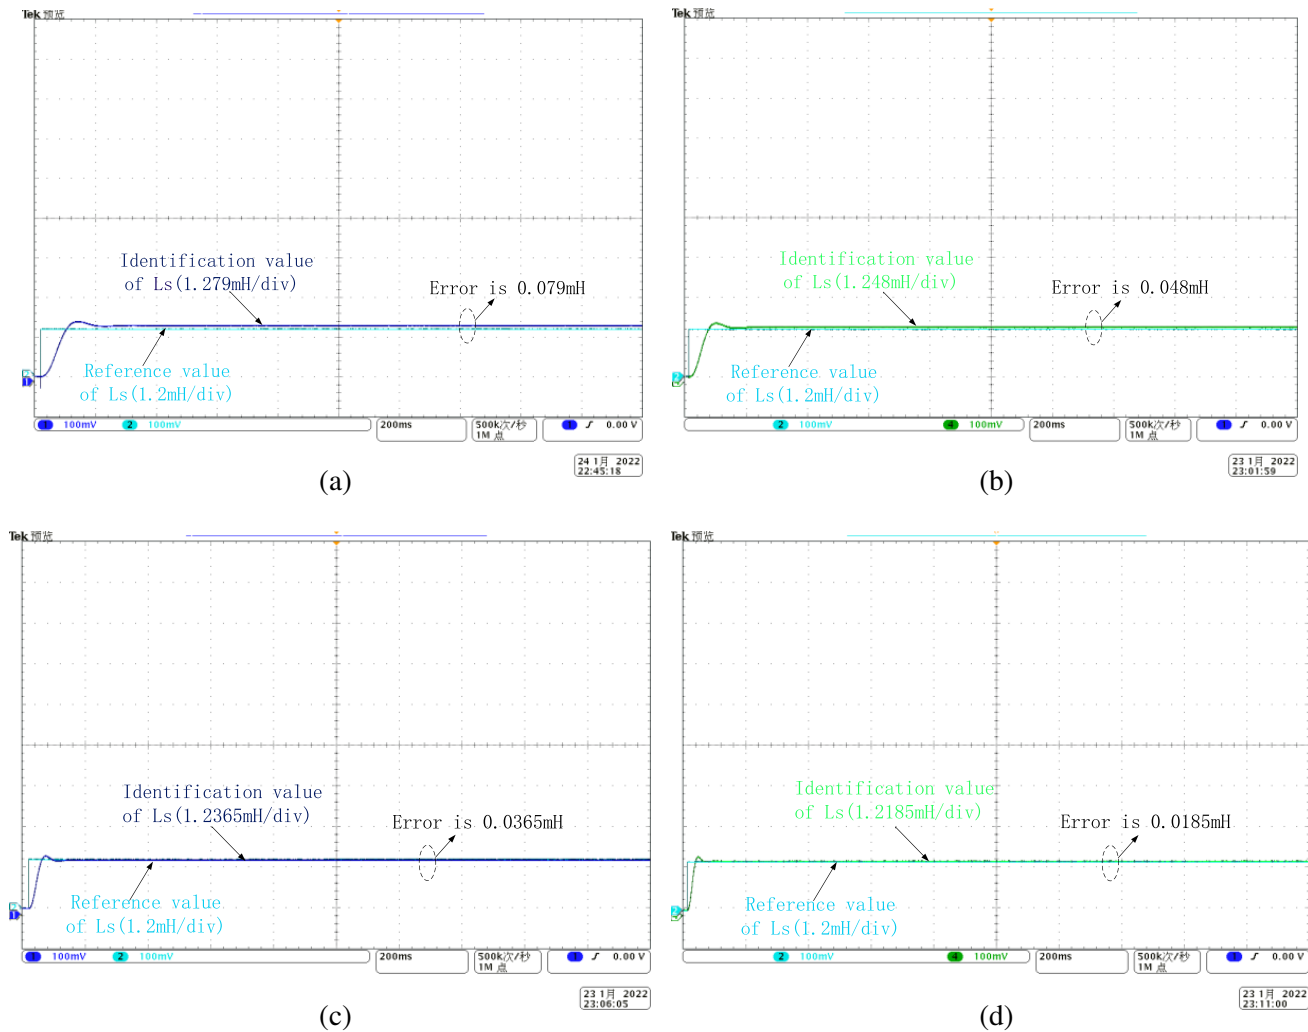 Tek 预览
Identification value
of Ls(1.279mH/div)
Error is 0.079mH
Reference value
of Ls(1.2mH/div)
1 100mV 2 100mV 200ms 500k次/秒 1 0.00 V
1M 点
24 1月 2022
22:45:18
(a)
Tek 预览
Identification value
of Ls(1.248mH/div)
Error is 0.048mH
Reference value
of Ls(1.2mH/div)
2 100mV 4 100mV 200ms 500k次/秒 1 0.00 V
1M 点
23 1月 2022
23:01:59
(b)
Tek 预览
Identification value
of Ls(1.2365mH/div)
Error is 0.0365mH
Reference value
of Ls(1.2mH/div)
1 100mV 2 100mV 200ms 500k次/秒 1 0.00 V
1M 点
23 1月 2022
23:06:05
(c)
Tek 预览
Identification value
of Ls(1.2185mH/div)
Error is 0.0185mH
Reference value
of Ls(1.2mH/div)
2 100mV 4 100mV 200ms 500k次/秒 1 0.00 V
1M 点
23 1月 2022
23:11:00
(d)